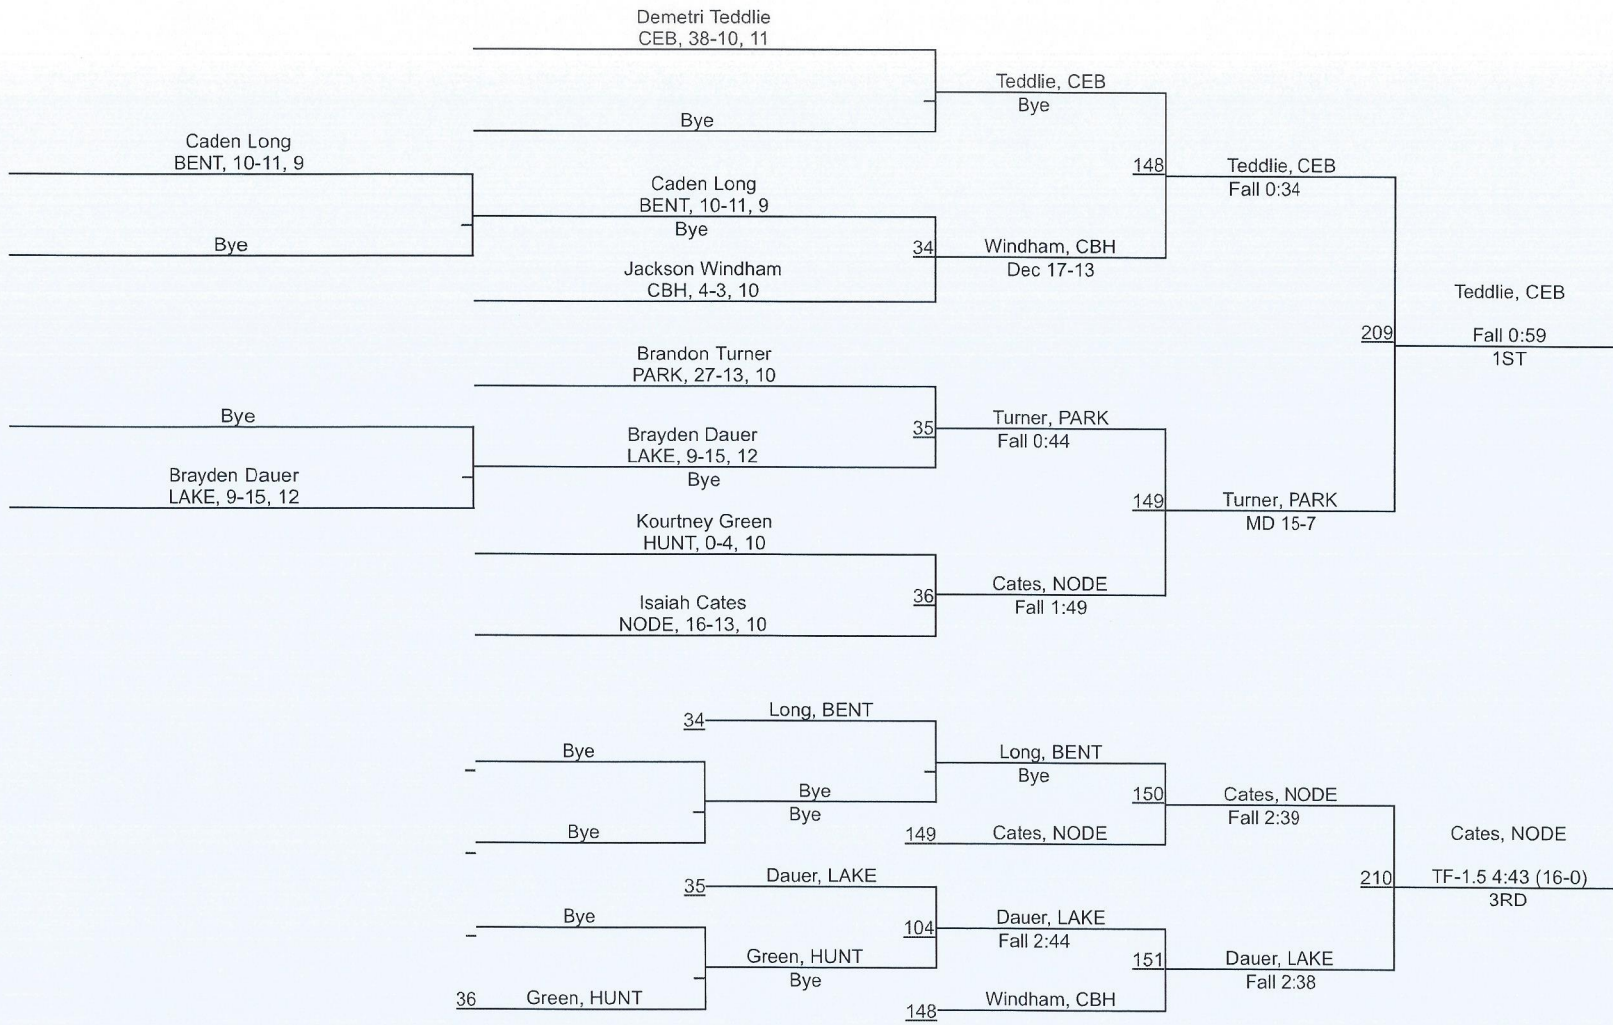 Demetri Teddlie
CEB, 38-10, 11
Teddlie, CEB
Bye
Bye
Caden Long
BENT, 10-11, 9
148
Teddlie, CEB
Fall 0:34
Caden Long
BENT, 10-11, 9
Bye
Bye
34
Windham, CBH
Dec 17-13
Jackson Windham
CBH, 4-3, 10
Teddlie, CEB
209
Fall 0:59
1ST
Brandon Turner
PARK, 27-13, 10
Bye
Turner, PARK
35
Fall 0:44
Brayden Dauer
LAKE, 9-15, 12
Bye
Brayden Dauer
LAKE, 9-15, 12
149
Turner, PARK
MD 15-7
Kourtney Green
HUNT, 0-4, 10
Cates, NODE
36
Fall 1:49
Isaiah Cates
NODE, 16-13, 10
34
Long, BENT
Bye
Long, BENT
Bye
Bye
Bye
150
Cates, NODE
Fall 2:39
Bye
149
Cates, NODE
Cates, NODE
35
Dauer, LAKE
210
TF-1.5 4:43 (16-0)
3RD
Bye
104
Dauer, LAKE
Fall 2:44
Green, HUNT
Bye
151
Dauer, LAKE
Fall 2:38
36
Green, HUNT
148
Windham, CBH